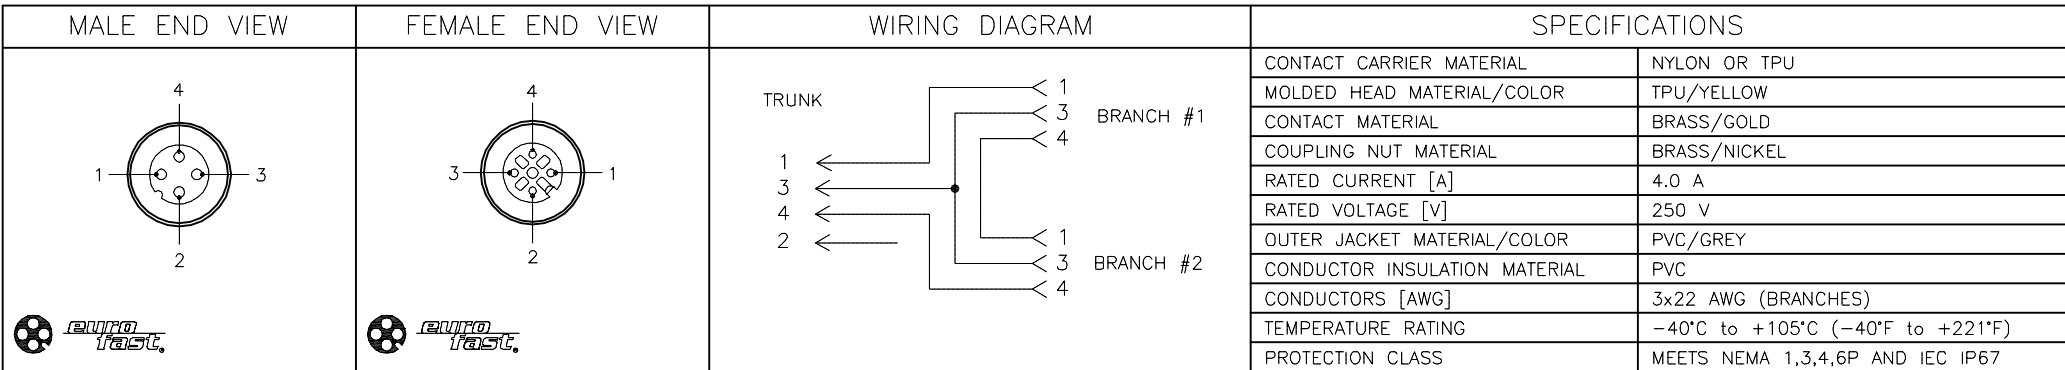 MALE END VIEW
FEMALE END VIEW
WIRING DIAGRAM
SPECIFICATIONS
4
1
3
2
euro
fast.
4
3
1
2
euro
fast.
TRUNK
1
3
4
2
1
3
4
BRANCH #1
1
3
4
BRANCH #2
CONTACT CARRIER MATERIAL NYLON OR TPU
MOLDED HEAD MATERIAL/COLOR TPU/YELLOW
CONTACT MATERIAL BRASS/GOLD
COUPLING NUT MATERIAL BRASS/NICKEL
RATED CURRENT [A] 4.0 A
RATED VOLTAGE [V] 250 V
OUTER JACKET MATERIAL/COLOR PVC/GREY
CONDUCTOR INSULATION MATERIAL PVC
CONDUCTORS [AWG] 3x22 AWG (BRANCHES)
TEMPERATURE RATING -40°C to +105°C (-40°F to +221°F)
PROTECTION CLASS MEETS NEMA 1,3,4,6P AND IEC IP67